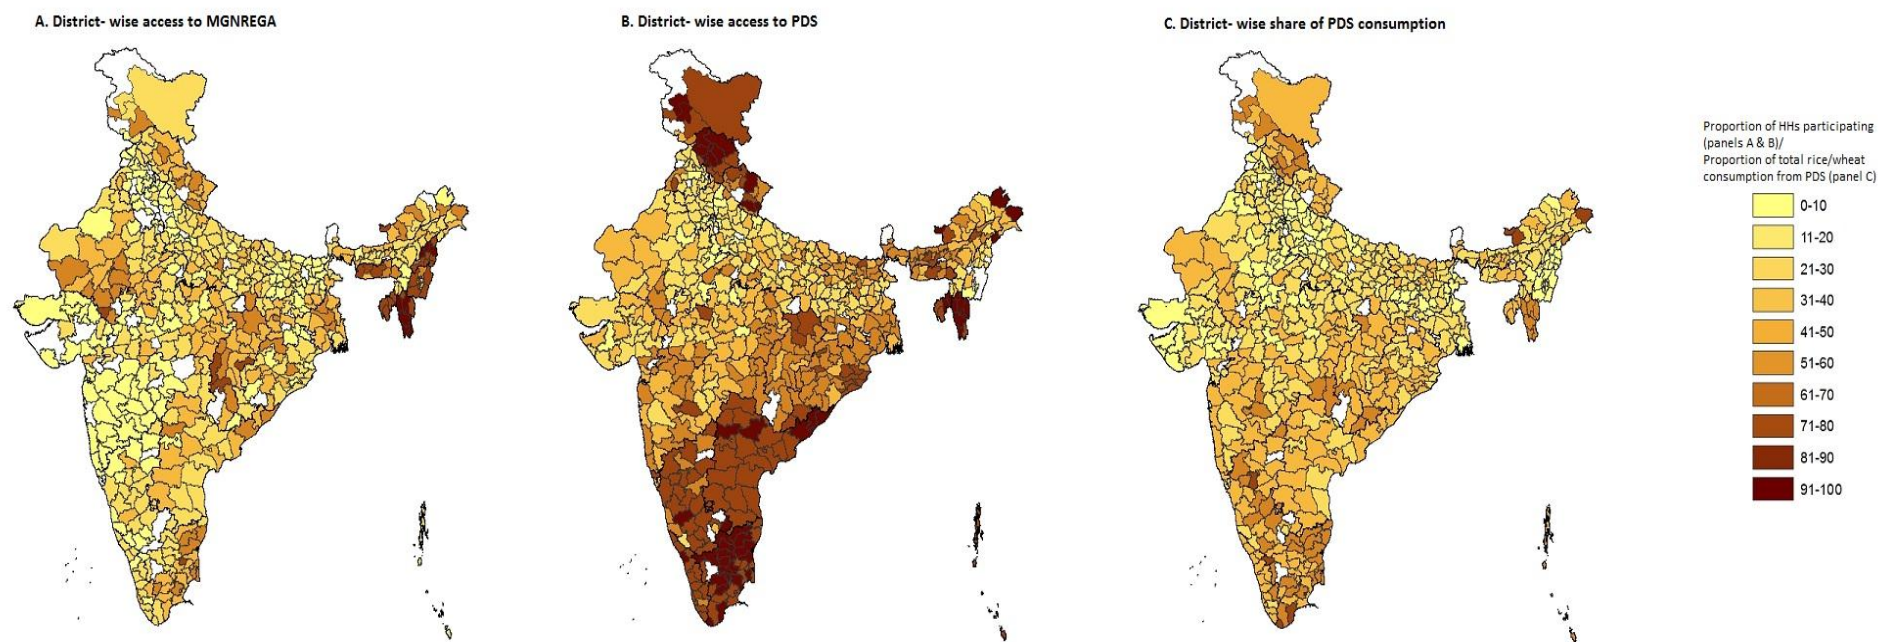 A. District- wise access to MGNREGA
B. District- wise access to PDS
C. District- wise share of PDS consumption
Proportion of HHs participating
(panels A & B)/
Proportion of total rice/wheat
consumption from PDS (panel C)
0-10
11-20
21-30
31-40
41-50
51-60
61-70
71-80
81-90
91-100